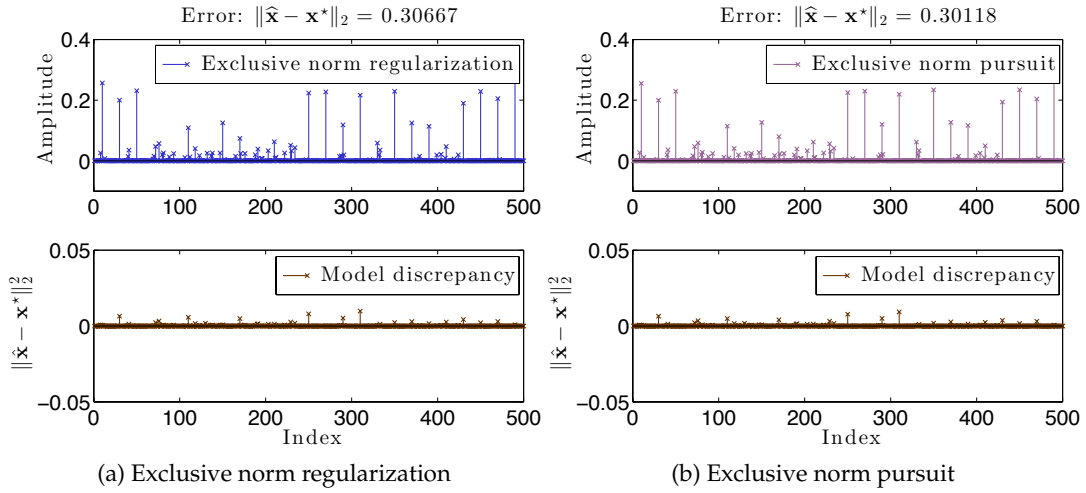 Error: ∥x̂ − x⋆∥₂ = 0.30667
Amplitude
0.4
0.2
0
Exclusive norm regularization
0 100 200 300 400 500
∥x̂ − x⋆∥₂²
0.05
0
−0.05
Model discrepancy
0 100 200 300 400 500
Index
(a) Exclusive norm regularization
Error: ∥x̂ − x⋆∥₂ = 0.30118
Amplitude
0.4
0.2
0
Exclusive norm pursuit
0 100 200 300 400 500
∥x̂ − x⋆∥₂²
0.05
0
−0.05
Model discrepancy
0 100 200 300 400 500
Index
(b) Exclusive norm pursuit